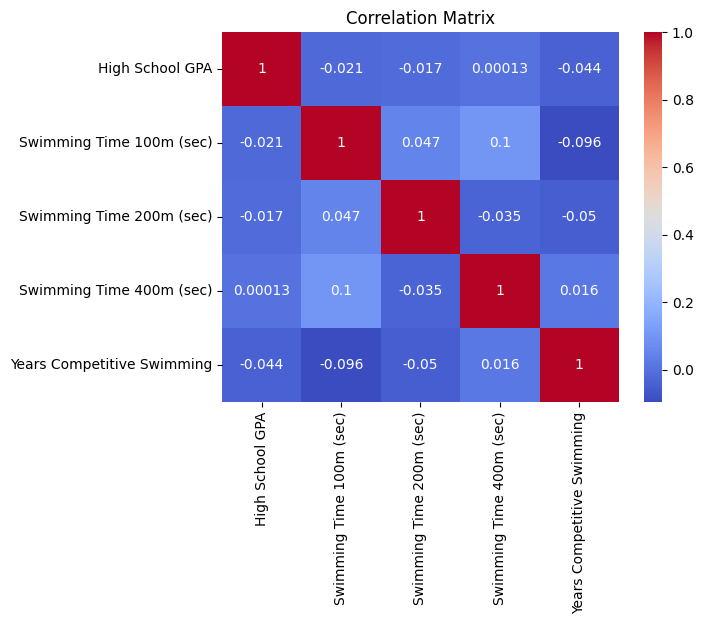 Correlation Matrix
High School GPA 1 -0.021 -0.017 0.00013 -0.044
Swimming Time 100m (sec) -0.021 1 0.047 0.1 -0.096
Swimming Time 200m (sec) -0.017 0.047 1 -0.035 -0.05
Swimming Time 400m (sec) 0.00013 0.1 -0.035 1 0.016
Years Competitive Swimming -0.044 -0.096 -0.05 0.016 1
High School GPA
Swimming Time 100m (sec)
Swimming Time 200m (sec)
Swimming Time 400m (sec)
Years Competitive Swimming
1.0
0.8
0.6
0.4
0.2
0.0